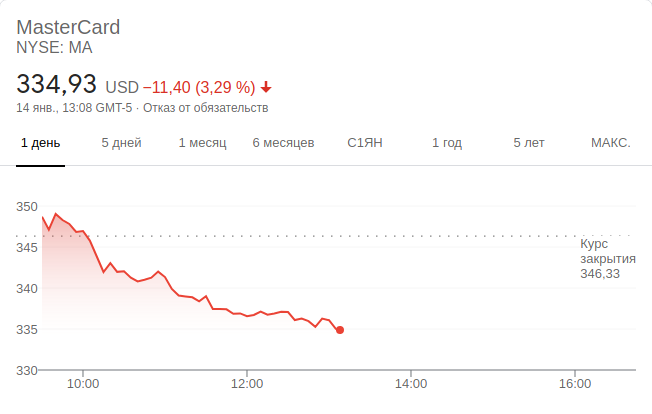 MasterCard
NYSE: MA
334,93 USD −11,40 (3,29 %)
14 янв., 13:08 GMT-5 · Отказ от обязательств
1 день 5 дней 1 месяц 6 месяцев С1ЯН 1 год 5 лет МАКС.
350
345
340
335
330
Курс
закрытия
346,33
10:00 12:00 14:00 16:00